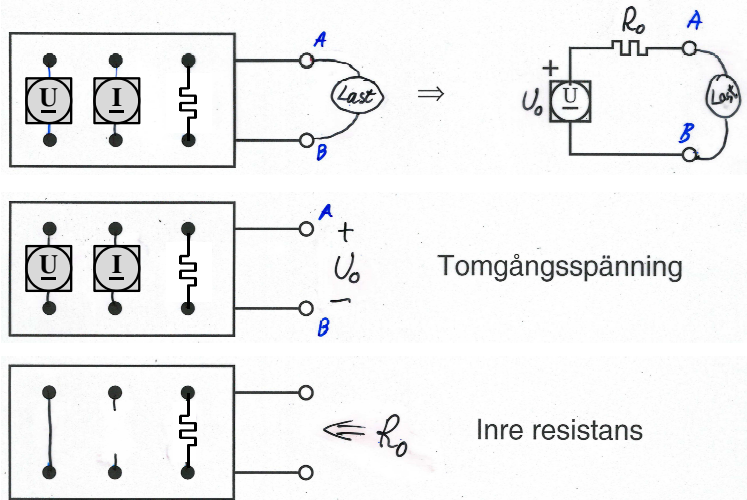 A
U I Last ⇒
B
R₀ A
+
U₀ U Last
B
A
+
U I U₀ Tomgångsspänning
−
B
⇐ R₀ Inre resistans